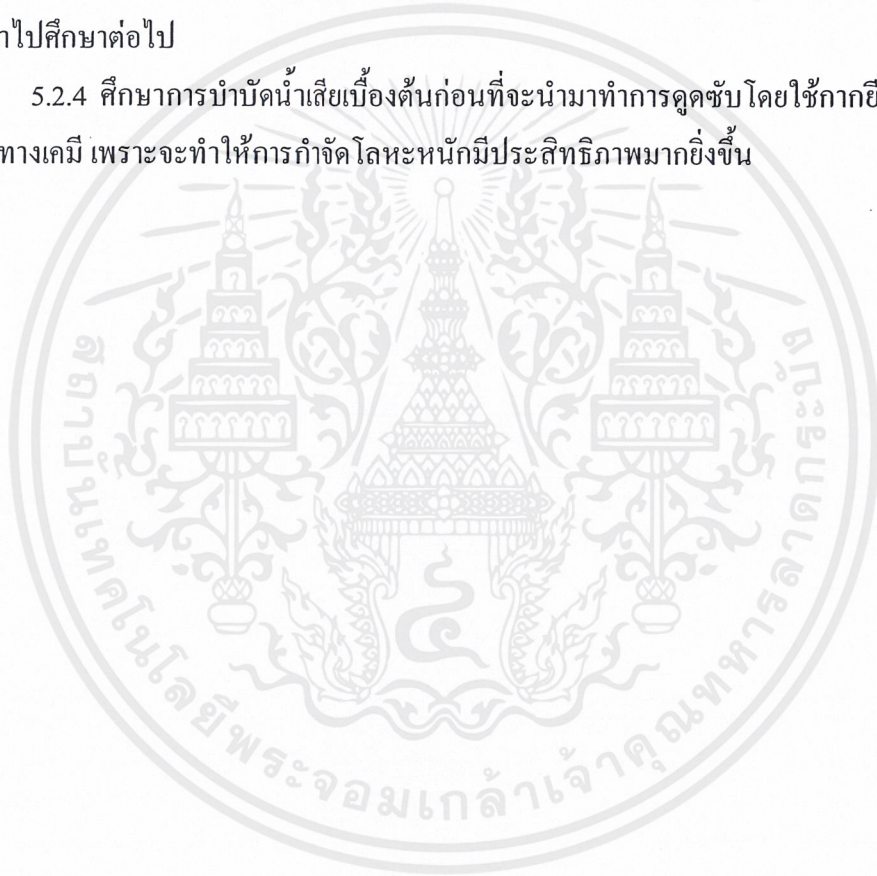 าไปศึกษาต่อไป
5.2.4 ศึกษาการบำบัดน้ำเสียเบื้องต้นก่อนที่จะนำมาทำการดูดซับโดยใช้กากยี
ทางเคมี เพราะจะทำให้การกำจัดโลหะหนักมีประสิทธิภาพมากยิ่งขึ้น
สถาบันเทคโนโลยีพระจอมเกล้าเจ้าคุณทหารลาดกระบัง
๔